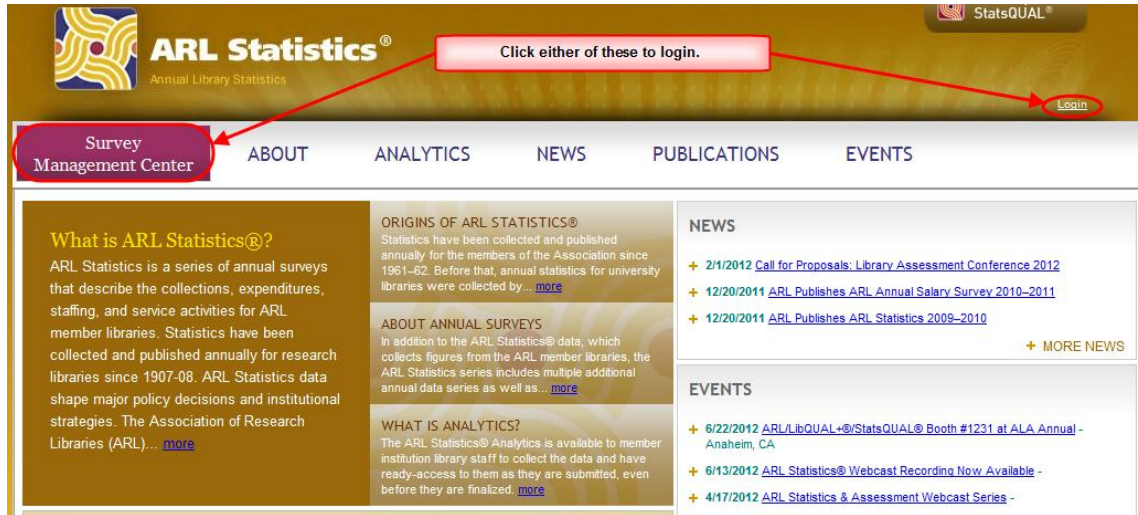 StatsQUAL®
ARL Statistics®
Annual Library Statistics
Click either of these to login.
Login
Survey
Management Center
ABOUT
ANALYTICS
NEWS
PUBLICATIONS
EVENTS
What is ARL Statistics®?
ARL Statistics is a series of annual surveys
that describe the collections, expenditures,
staffing, and service activities for ARL
member libraries. Statistics have been
collected and published annually for research
libraries since 1907-08. ARL Statistics data
shape major policy decisions and institutional
strategies. The Association of Research
Libraries (ARL)... more
ORIGINS OF ARL STATISTICS®
Statistics have been collected and published
annually for the members of the Association since
1961–62. Before that, annual statistics for university
libraries were collected by... more
ABOUT ANNUAL SURVEYS
In addition to the ARL Statistics® data, which
collects figures from the ARL member libraries, the
ARL Statistics series includes multiple additional
annual data series as well as... more
WHAT IS ANALYTICS?
The ARL Statistics® Analytics is available to member
institution library staff to collect the data and have
ready-access to them as they are submitted, even
before they are finalized. more
NEWS
+ 2/1/2012 Call for Proposals: Library Assessment Conference 2012
+ 12/20/2011 ARL Publishes ARL Annual Salary Survey 2010–2011
+ 12/20/2011 ARL Publishes ARL Statistics 2009–2010
+ MORE NEWS
EVENTS
+ 6/22/2012 ARL/LibQUAL+®/StatsQUAL® Booth #1231 at ALA Annual -
Anaheim, CA
+ 6/13/2012 ARL Statistics® Webcast Recording Now Available -
+ 4/17/2012 ARL Statistics & Assessment Webcast Series -